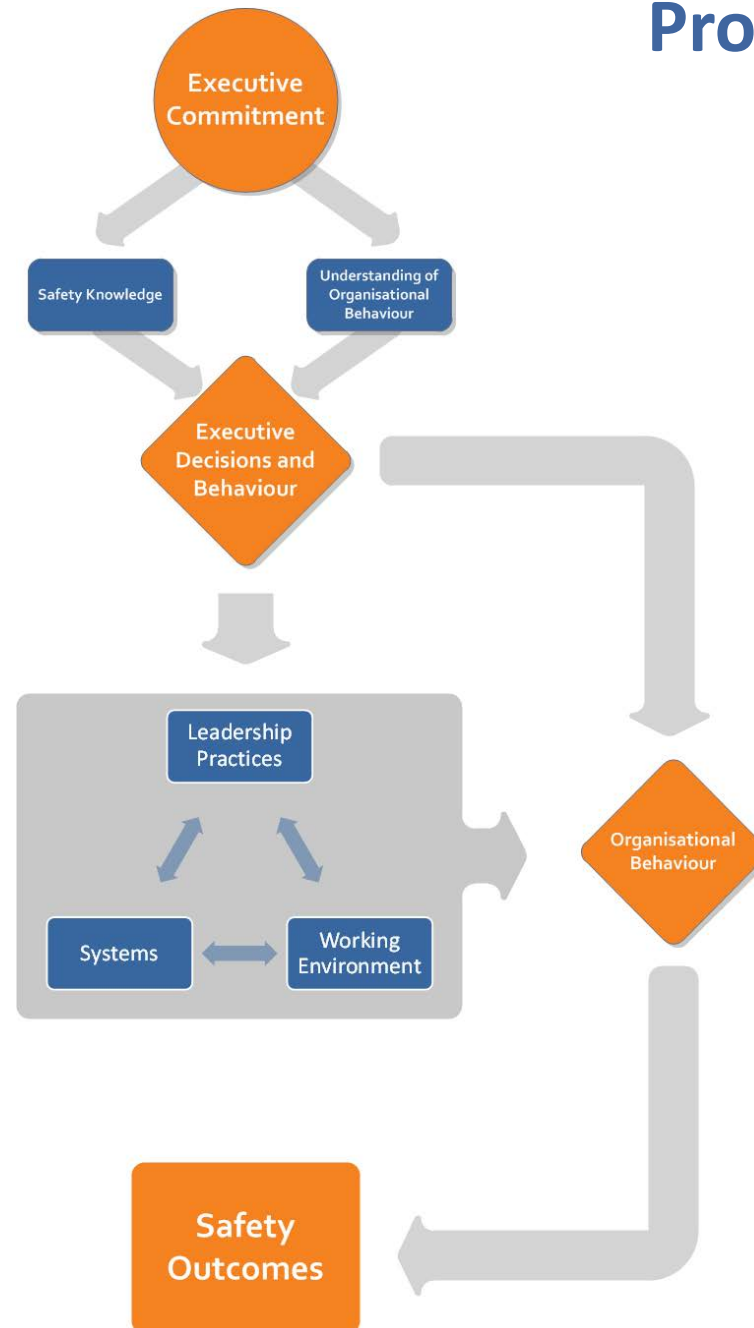 Pro
Executive
Commitment
Safety Knowledge
Understanding of
Organisational
Behaviour
Executive
Decisions and
Behaviour
Leadership
Practices
Organisational
Behaviour
Systems
Working
Environment
Safety
Outcomes